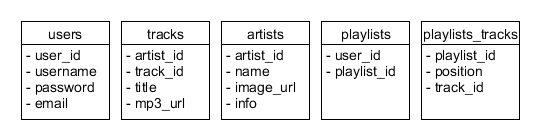 users
- user_id
- username
- password
- email
tracks
- artist_id
- track_id
- title
- mp3_url
artists
- artist_id
- name
- image_url
- info
playlists
- user_id
- playlist_id
playlists_tracks
- playlist_id
- position
- track_id